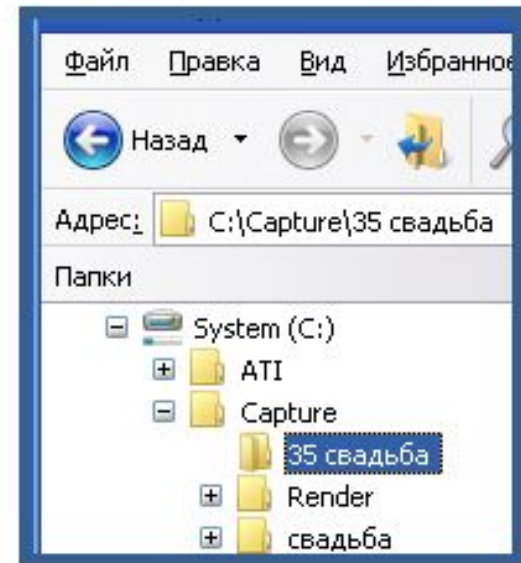 Файл Правка Вид Избранное
Назад
Адрес: C:\Capture\35 свадьба
Папки
System (C:)
ATI
Capture
35 свадьба
Render
свадьба